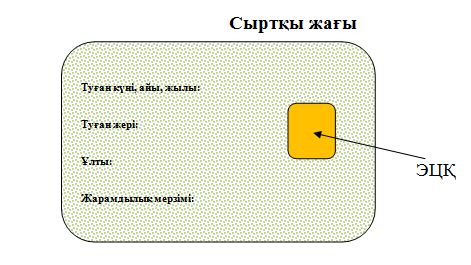 Сыртқы жағы
Туған күні, айы, жылы:
Туған жері:
ЭЦҚ
Ұлты:
Жарамдылық мерзімі: